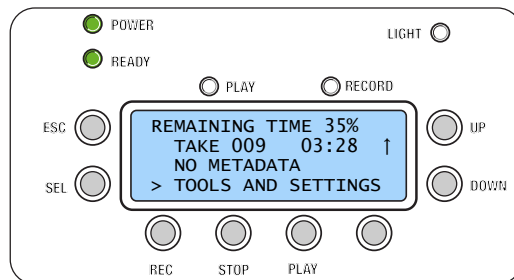 POWER
LIGHT
READY
PLAY RECORD
ESC
REMAINING TIME 35%
UP
TAKE 009 03:28 ↑
NO METADATA
SEL
> TOOLS AND SETTINGS
DOWN
REC STOP PLAY